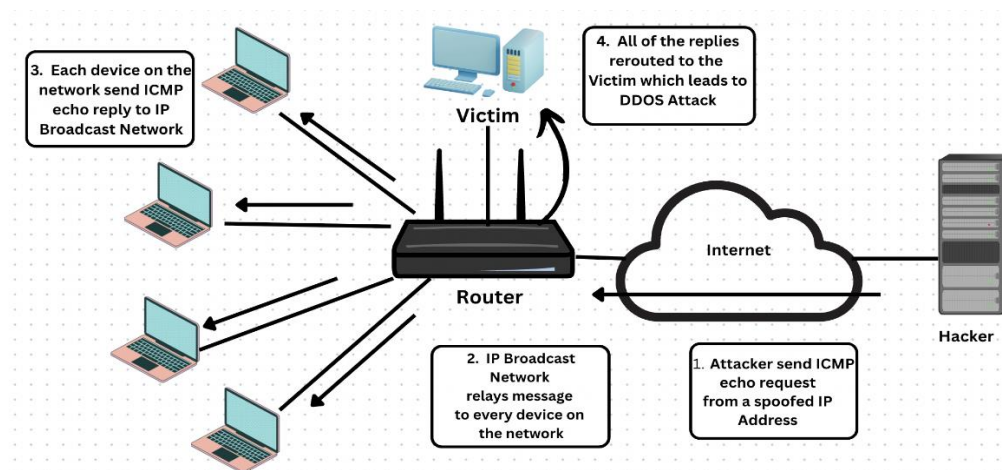 3. Each device on the
network send ICMP
echo reply to IP
Broadcast Network
Victim
4. All of the replies
rerouted to the
Victim which leads to
DDOS Attack
Internet
Router
Hacker
2. IP Broadcast
Network
relays message
to every device on
the network
1. Attacker send ICMP
echo request
from a spoofed IP
Address